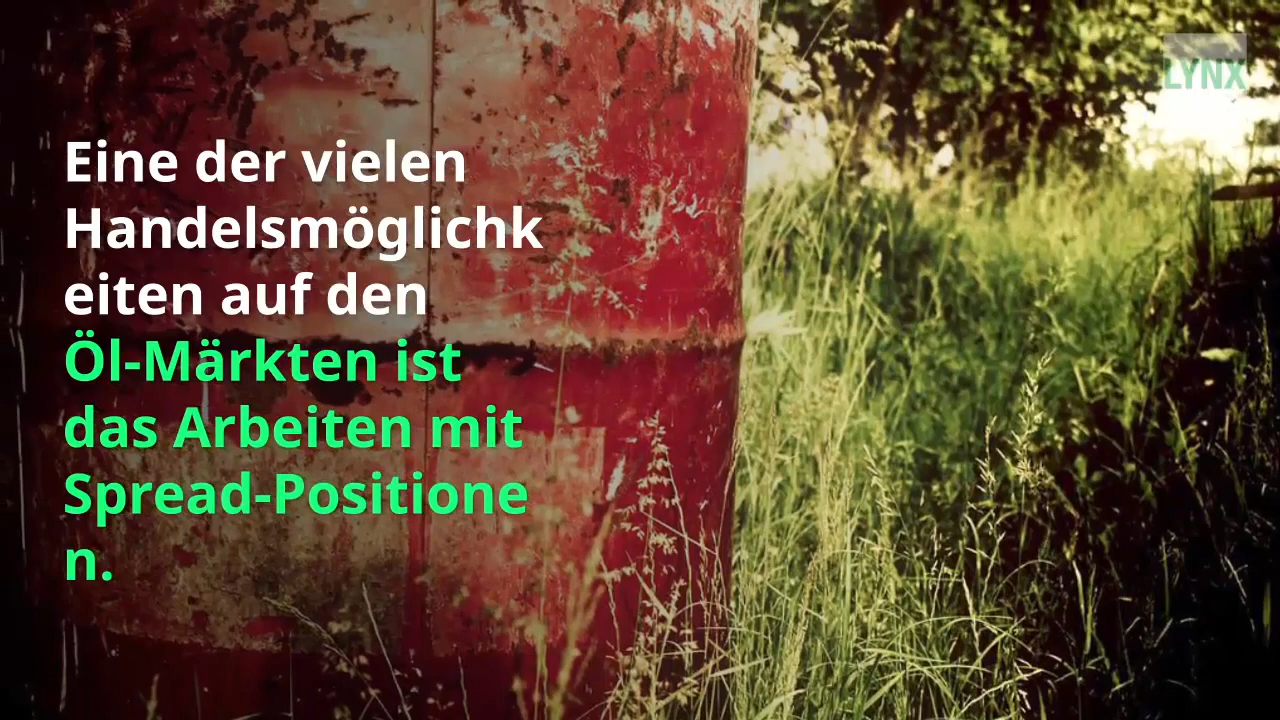 LYNX
Eine der vielen
Handelsmöglichk
eiten auf den
Öl-Märkten ist
das Arbeiten mit
Spread-Positione
n.